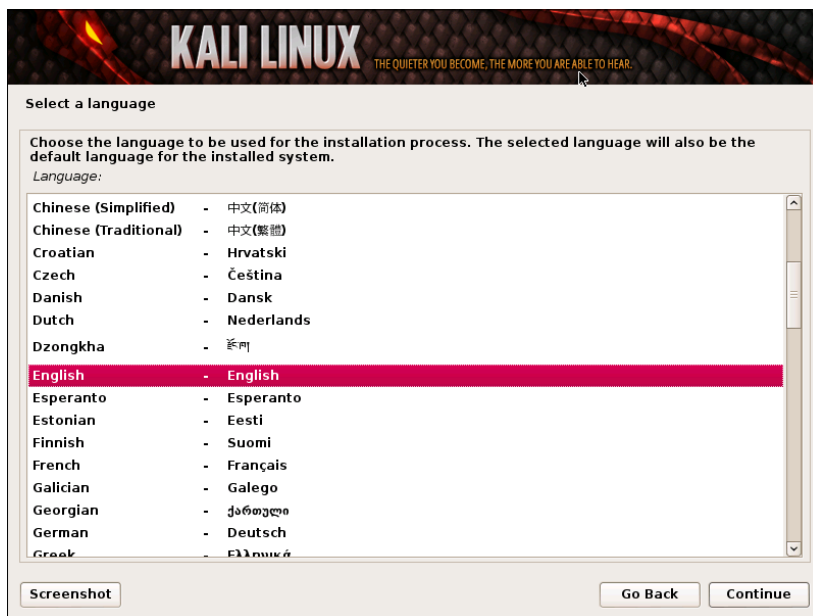 KALI LINUX THE QUIETER YOU BECOME, THE MORE YOU ARE ABLE TO HEAR.
Select a language
Choose the language to be used for the installation process. The selected language will also be the
default language for the installed system.
Language:
Chinese (Simplified) - 中文(简体)
Chinese (Traditional) - 中文(繁體)
Croatian - Hrvatski
Czech - Čeština
Danish - Dansk
Dutch - Nederlands
Dzongkha - རྫོང་ཁ།
English - English
Esperanto - Esperanto
Estonian - Eesti
Finnish - Suomi
French - Français
Galician - Galego
Georgian - ქართული
German - Deutsch
Greek - Ελληνικά
Screenshot Go Back Continue